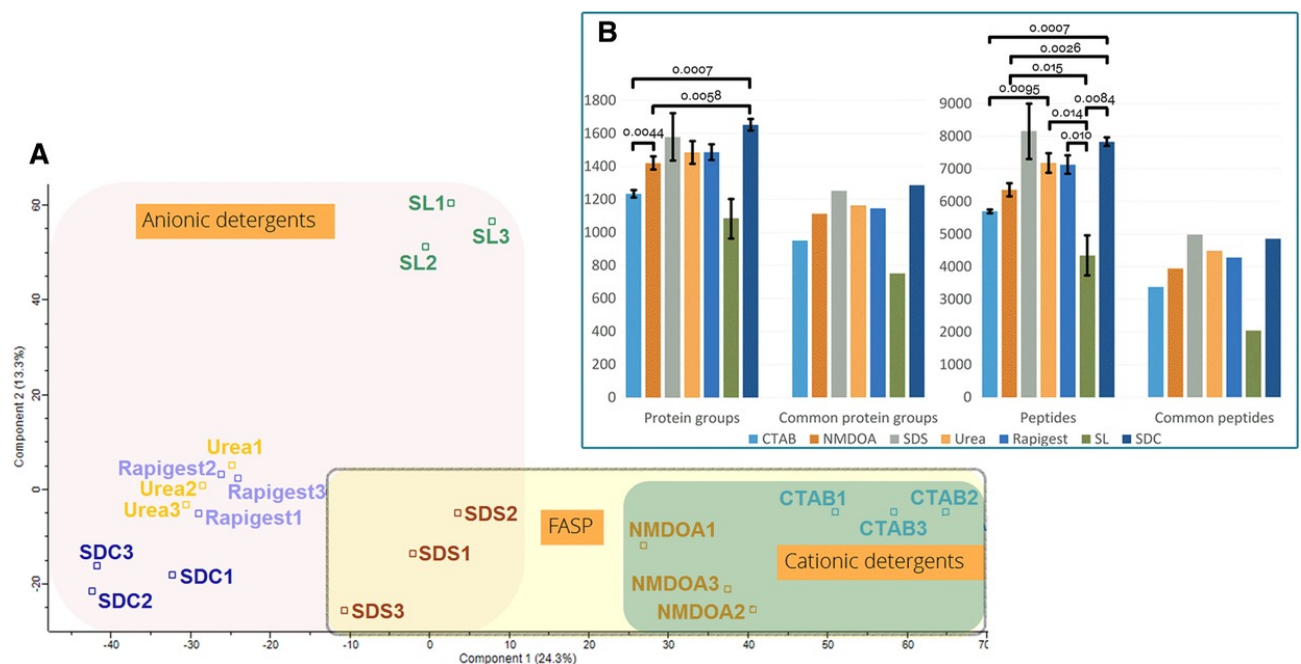 A
Component 2 (13.3%)
60
40
20
0
-20
Anionic detergents
SL1
SL3
SL2
Urea1
Rapigest2
Rapigest3
Urea2
Urea3
Rapigest1
SDC3
SDC1
SDC2
SDS2
SDS1
SDS3
FASP
NMDOA1
NMDOA3
NMDOA2
CTAB1
CTAB2
CTAB3
Cationic detergents
-40
-30
-20
-10
0
10
20
30
40
50
60
70
Component 1 (24.3%)
B
1800
1600
1400
1200
1000
800
600
400
200
0
0.0007
0.0058
0.0044
Protein groups
Common protein groups
9000
8000
7000
6000
5000
4000
3000
2000
1000
0
0.0007
0.0026
0.015
0.0095
0.0084
0.014
0.010
Peptides
Common peptides
CTAB NMDOA SDS Urea Rapigest SL SDC